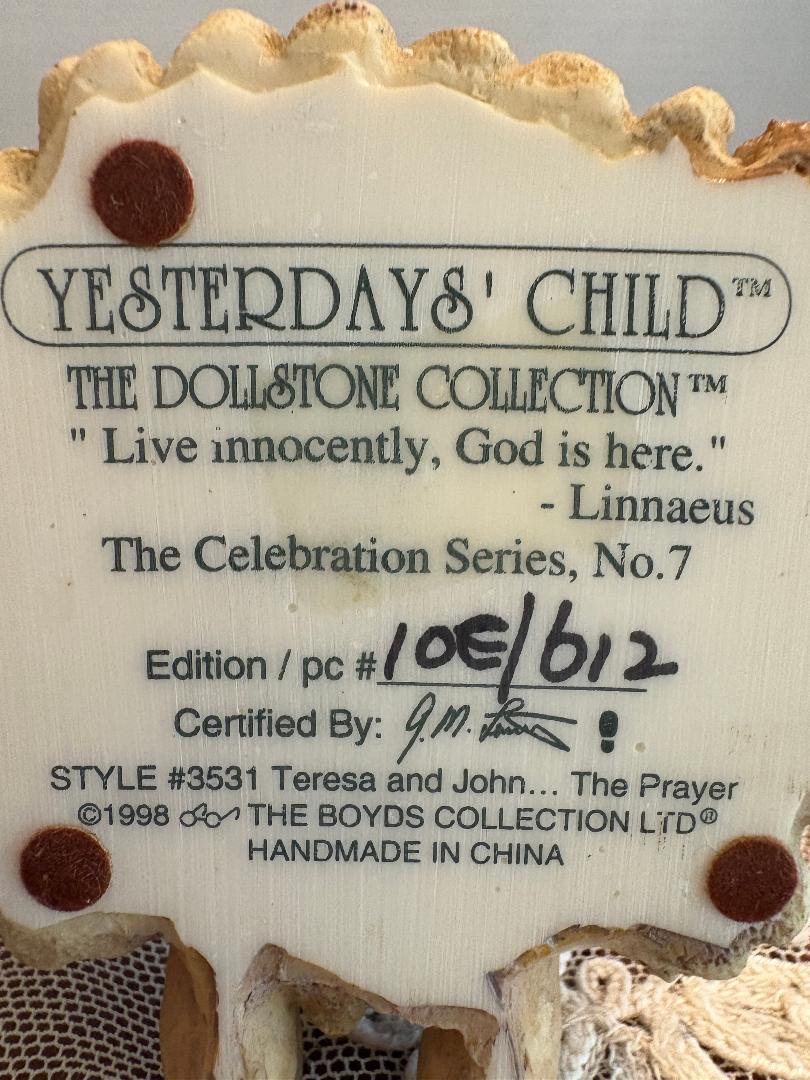 YESTERDAYS' CHILD™
THE DOLLSTONE COLLECTION™
" Live innocently, God is here."
- Linnaeus
The Celebration Series, No.7
Edition / pc # 10E/612
Certified By: G.M.
STYLE #3531 Teresa and John... The Prayer
©1998 THE BOYDS COLLECTION LTD®
HANDMADE IN CHINA